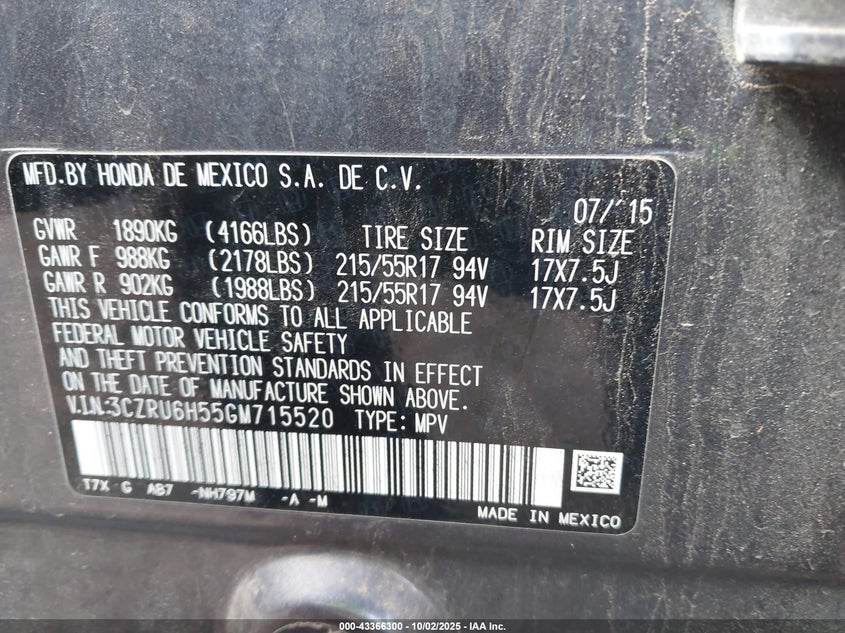 MFD.BY HONDA DE MEXICO S.A. DE C.V.
07/'15
GVWR 1890KG (4166LBS) TIRE SIZE RIM SIZE
GAWR F 988KG (2178LBS) 215/55R17 94V 17X7.5J
GAWR R 902KG (1988LBS) 215/55R17 94V 17X7.5J
THIS VEHICLE CONFORMS TO ALL APPLICABLE
FEDERAL MOTOR VEHICLE SAFETY
AND THEFT PREVENTION STANDARDS IN EFFECT
ON THE DATE OF MANUFACTURE SHOWN ABOVE.
V.I.N:3CZRU6H55GM715520 TYPE: MPV
T7X G AB7 -NH797M -A -M
MADE IN MEXICO
000-43366300 - 10/02/2025 - IAA Inc.